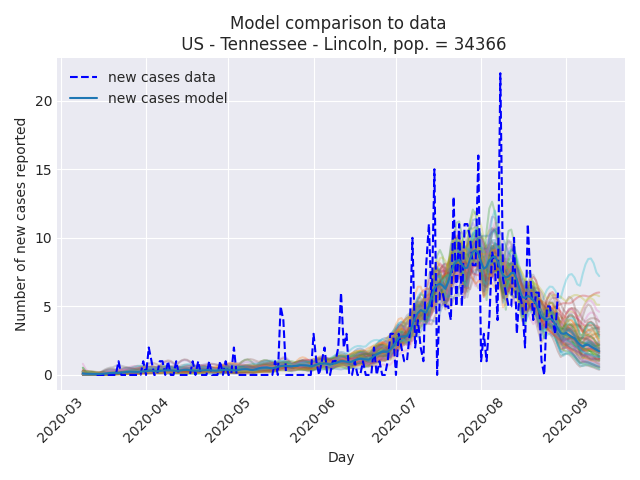 Model comparison to data
US - Tennessee - Lincoln, pop. = 34366
new cases data
new cases model
Number of new cases reported
20
15
10
5
0
2020-03
2020-04
2020-05
2020-06
2020-07
2020-08
2020-09
Day